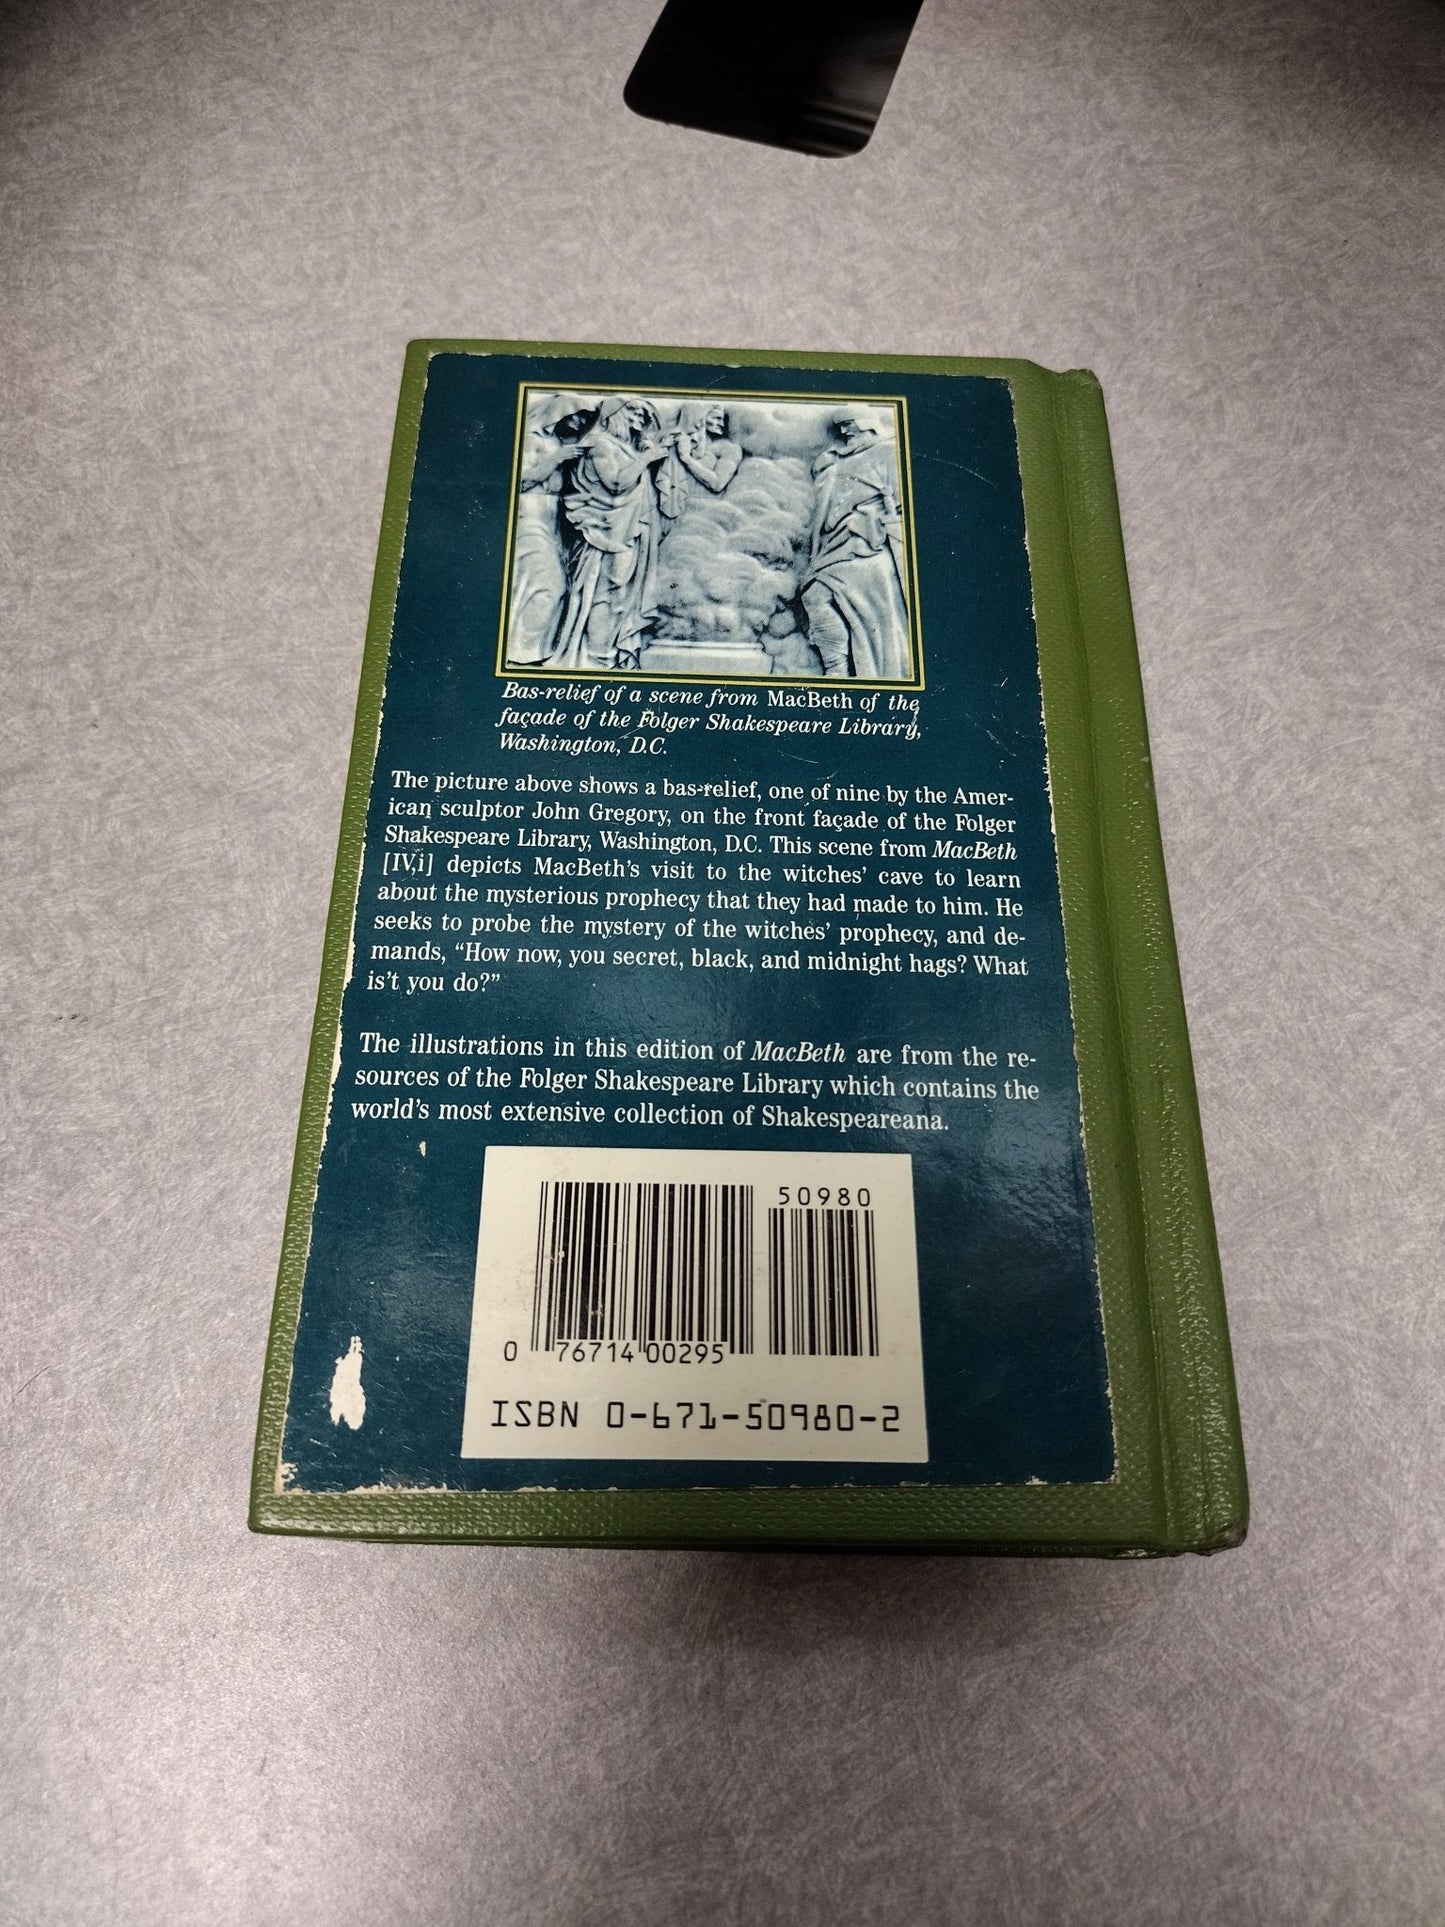 Bas-relief of a scene from MacBeth of the
façade of the Folger Shakespeare Library,
Washington, D.C.
The picture above shows a bas-relief, one of nine by the Amer-
ican sculptor John Gregory, on the front façade of the Folger
Shakespeare Library, Washington, D.C. This scene from MacBeth
[IV,i] depicts MacBeth's visit to the witches' cave to learn
about the mysterious prophecy that they had made to him. He
seeks to probe the mystery of the witches' prophecy, and de-
mands, “How now, you secret, black, and midnight hags? What
is't you do?”
The illustrations in this edition of MacBeth are from the re-
sources of the Folger Shakespeare Library which contains the
world's most extensive collection of Shakespeareana.
50980
0 76714 00295
ISBN 0-671-50980-2